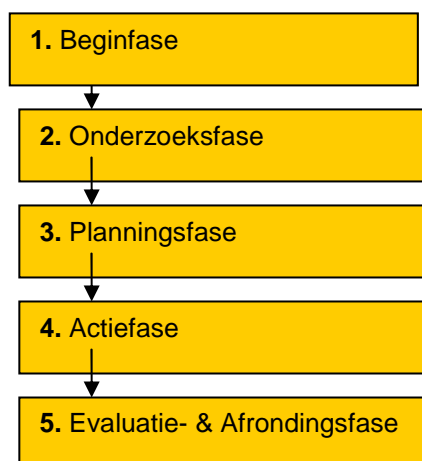 1. Beginfase
2. Onderzoeksfase
3. Planningsfase
4. Actiefase
5. Evaluatie- & Afrondingsfase